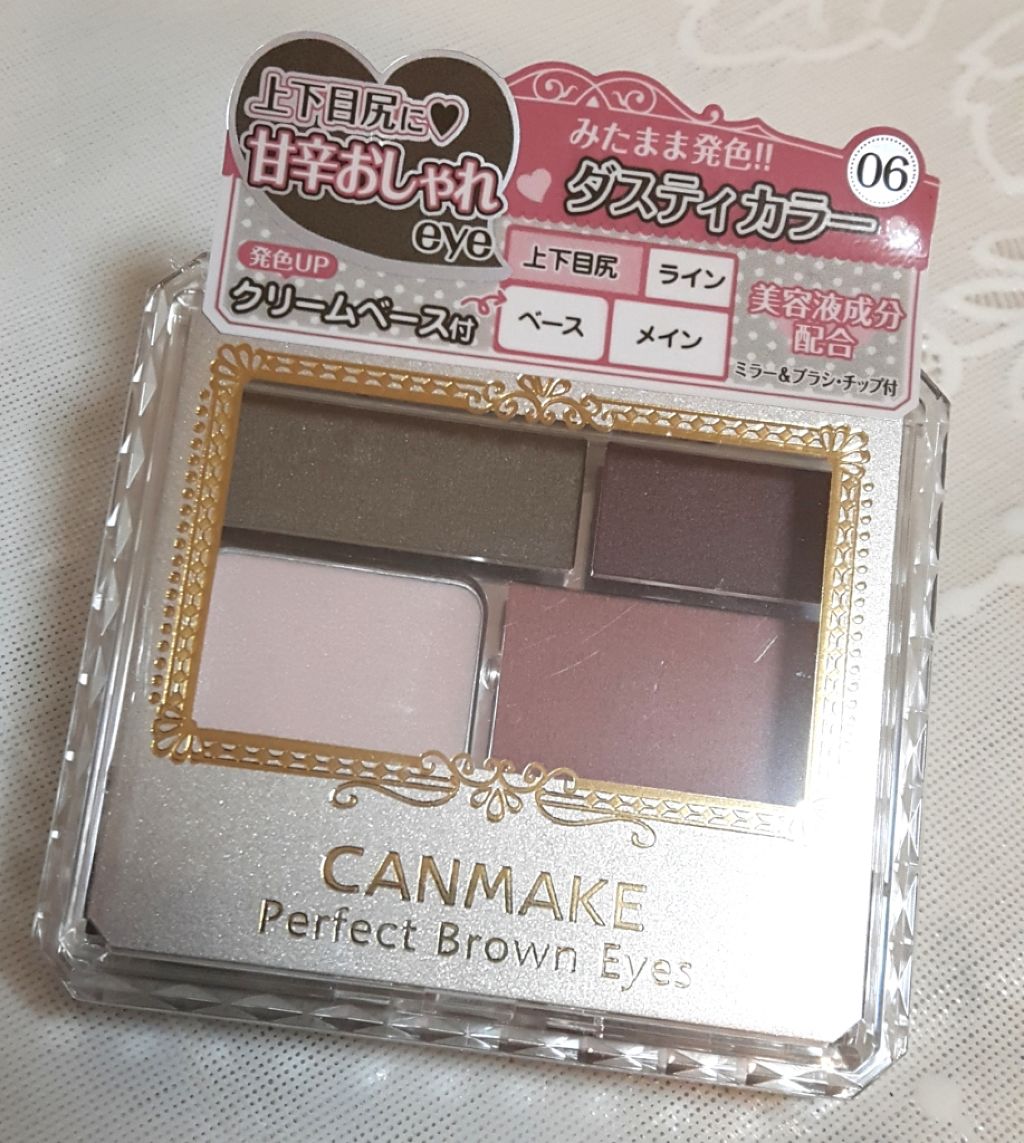 上下目尻に♥
甘辛おしゃれ
eye
発色UP
クリームベース付
みたまま発色!!
ダスティカラー
06
上下目尻
ライン
ベース
メイン
美容液成分
配合
ミラー&ブラシ・チップ付
CANMAKE
Perfect Brown Eyes